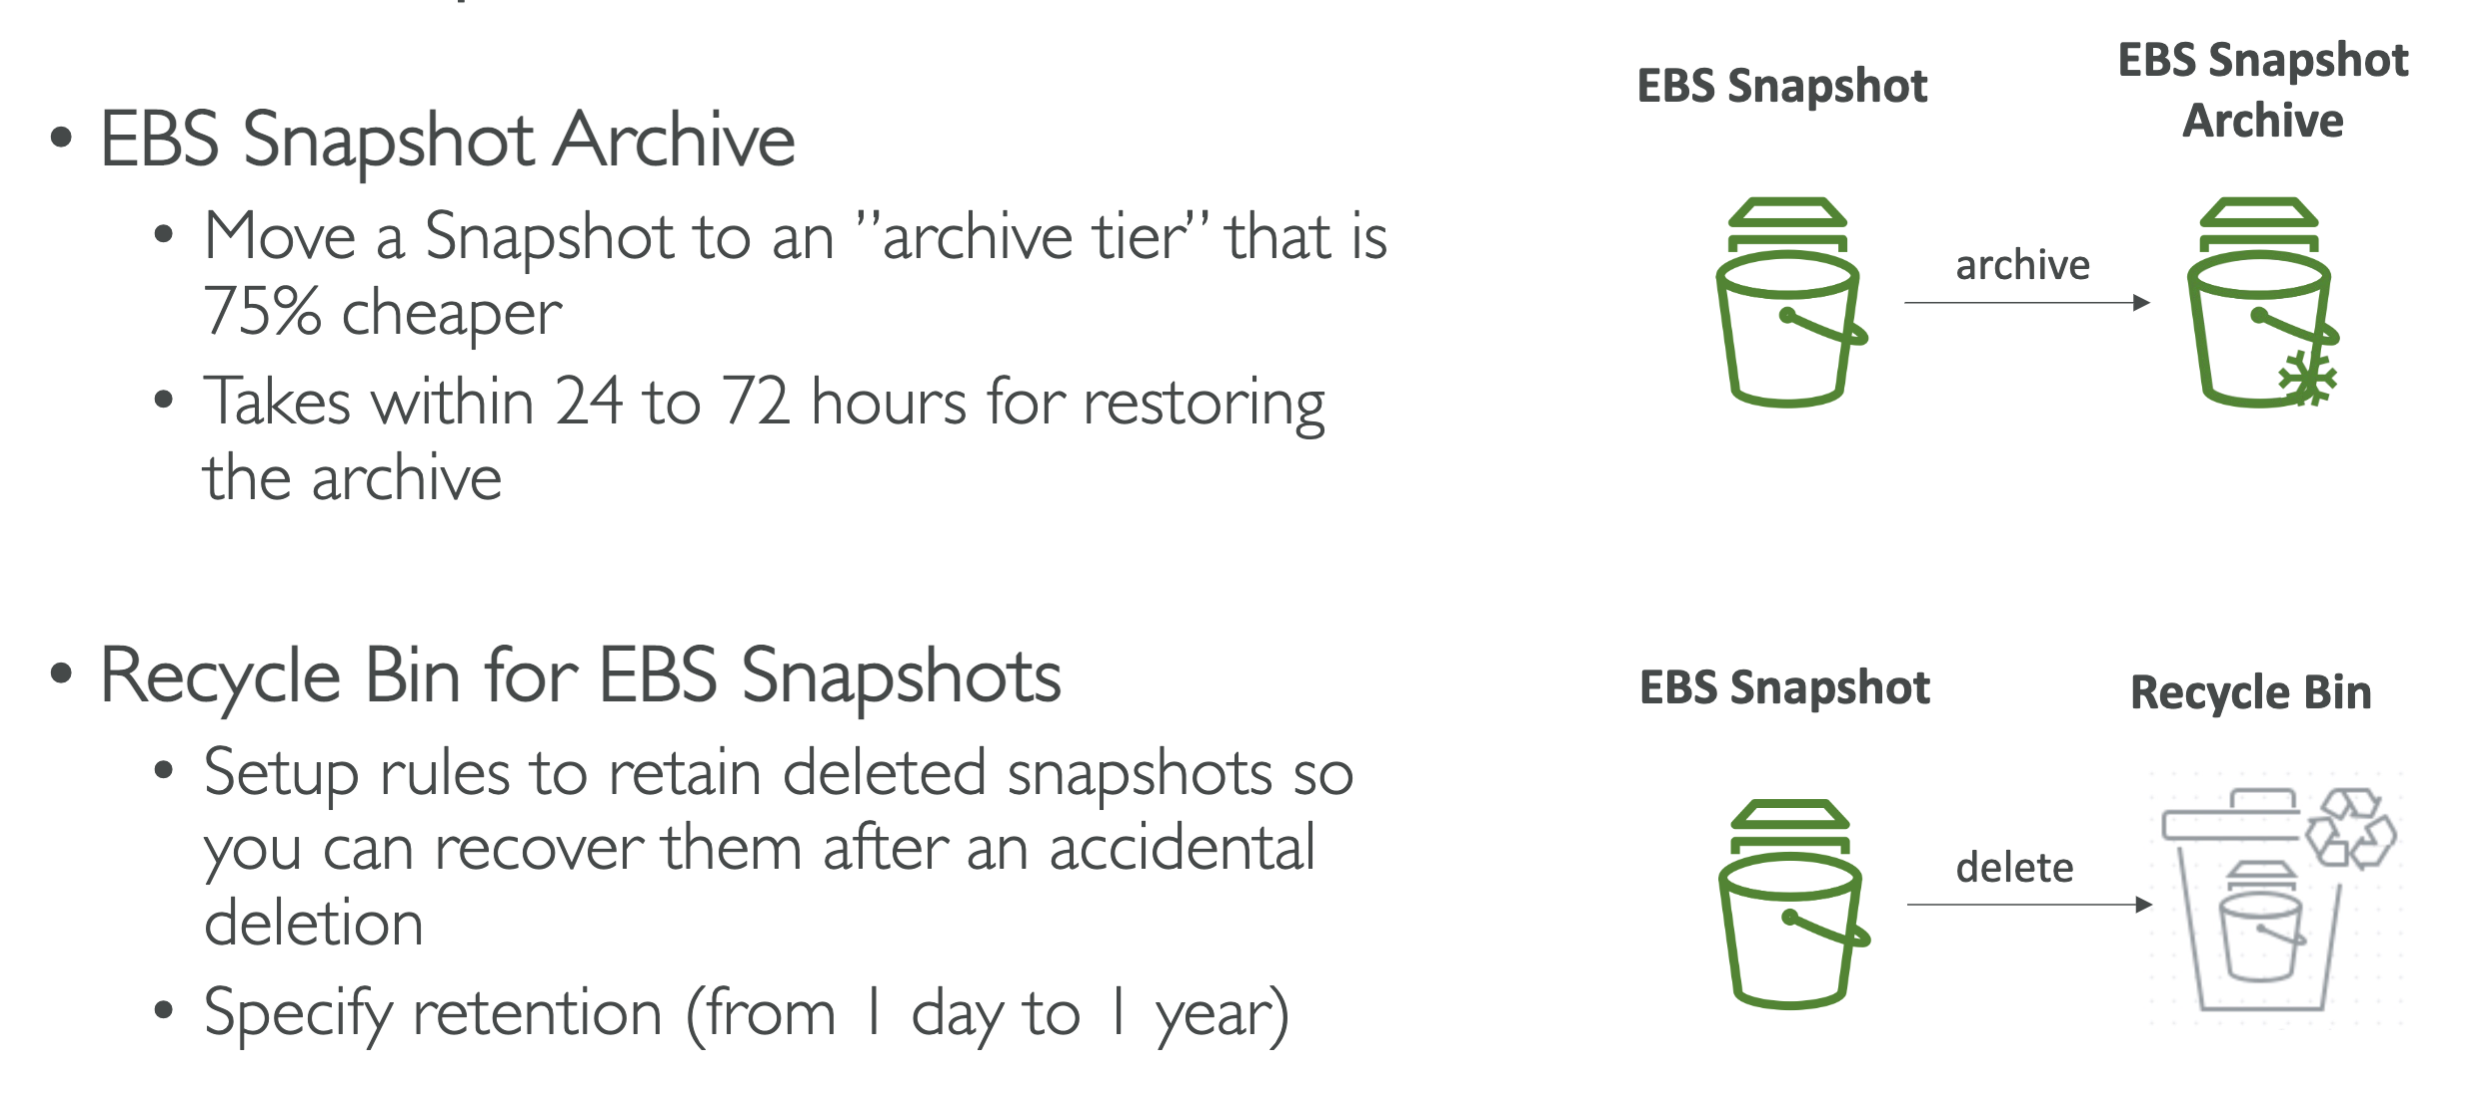 • EBS Snapshot Archive
• Move a Snapshot to an ”archive tier” that is
75% cheaper
• Takes within 24 to 72 hours for restoring
the archive
EBS Snapshot
EBS Snapshot
Archive
archive
• Recycle Bin for EBS Snapshots
• Setup rules to retain deleted snapshots so
you can recover them after an accidental
deletion
• Specify retention (from 1 day to 1 year)
EBS Snapshot
Recycle Bin
delete